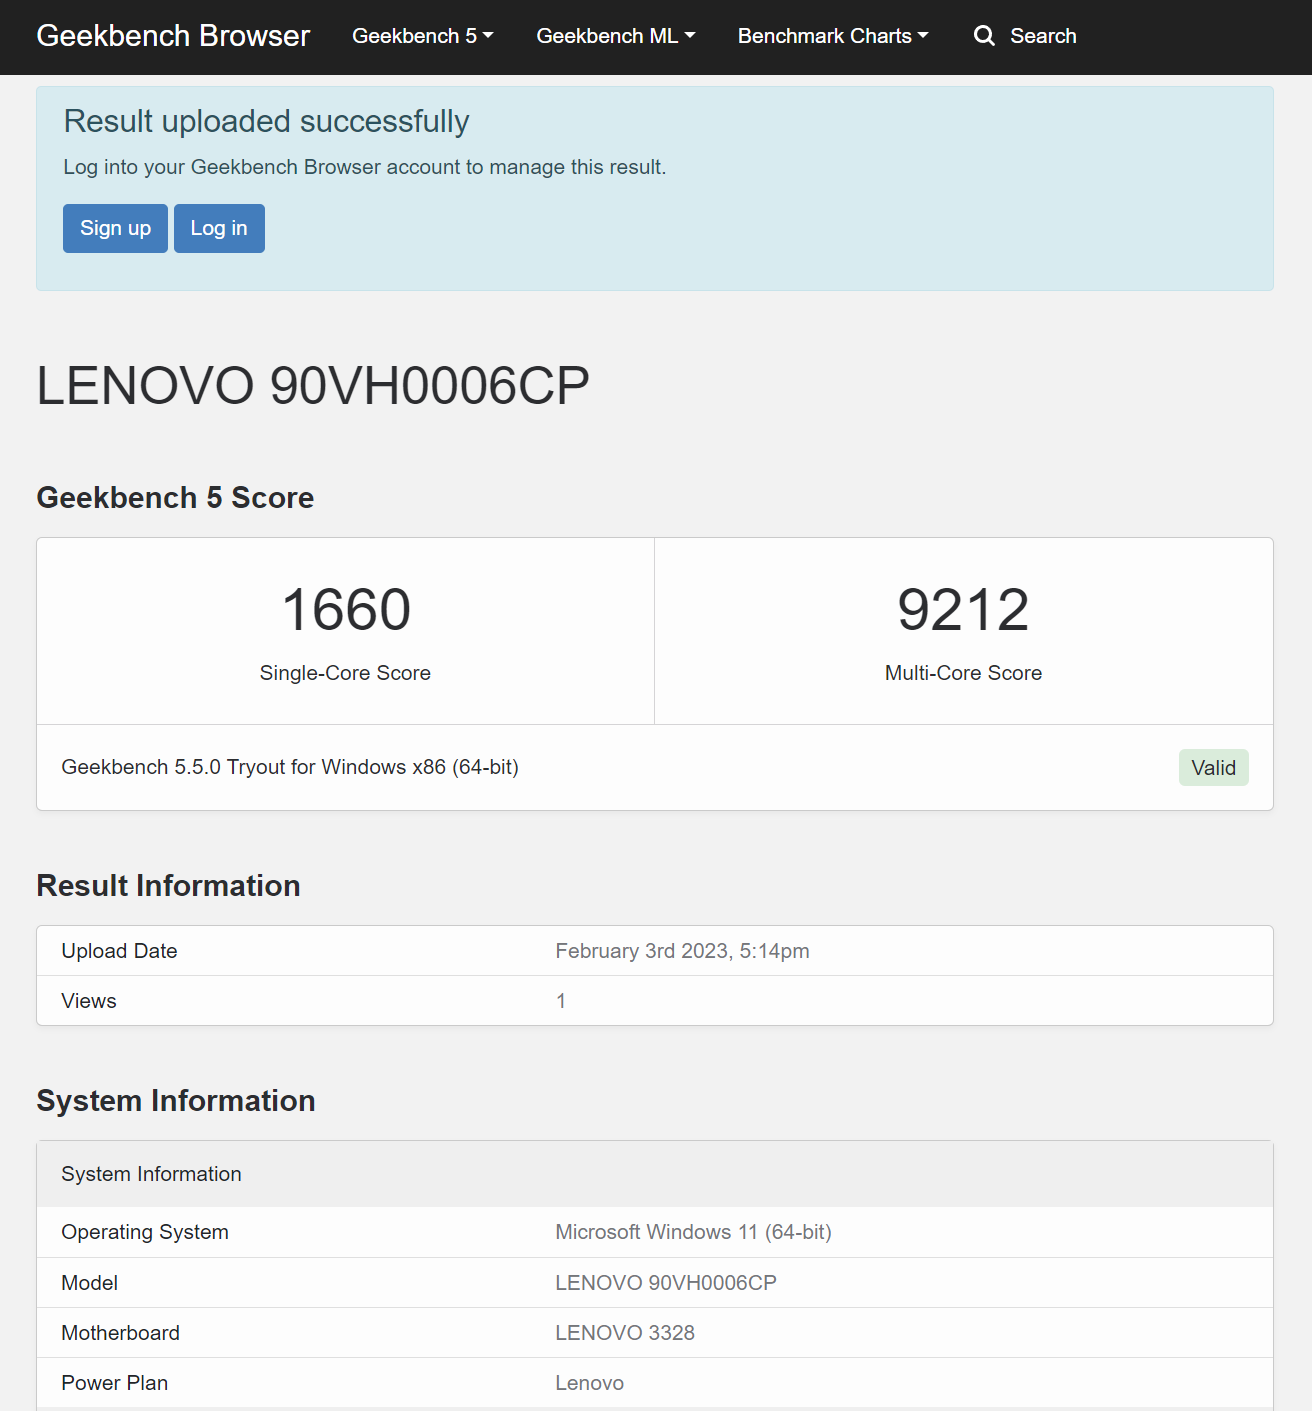 Geekbench Browser Geekbench 5 Geekbench ML Benchmark Charts Search
Result uploaded successfully
Log into your Geekbench Browser account to manage this result.
Sign up Log in
LENOVO 90VH0006CP
Geekbench 5 Score
1660 9212
Single-Core Score Multi-Core Score
Geekbench 5.5.0 Tryout for Windows x86 (64-bit) Valid
Result Information
Upload Date February 3rd 2023, 5:14pm
Views 1
System Information
System Information
Operating System Microsoft Windows 11 (64-bit)
Model LENOVO 90VH0006CP
Motherboard LENOVO 3328
Power Plan Lenovo